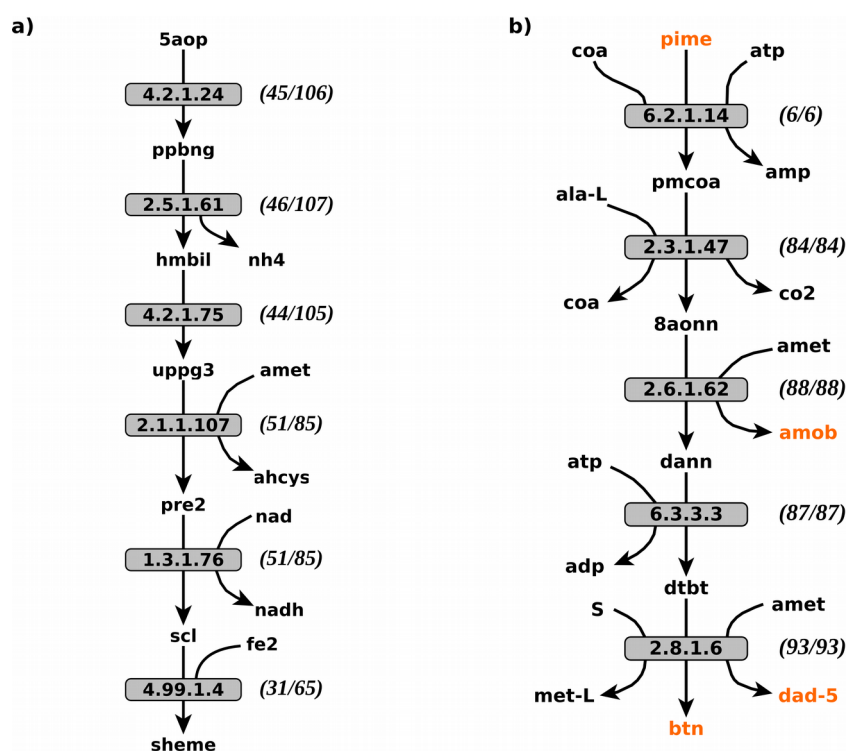 a)
5aop
4.2.1.24 (45/106)
ppbng
2.5.1.61 (46/107)
hmbil nh4
4.2.1.75 (44/105)
uppg3 amet
2.1.1.107 (51/85)
ahcys
pre2
nad
1.3.1.76 (51/85)
nadh
scl
fe2
4.99.1.4 (31/65)
sheme
b)
pime
coa atp
6.2.1.14 (6/6)
amp
pmcoa
ala-L
2.3.1.47 (84/84)
coa co2
8aonn
amet
2.6.1.62 (88/88)
amob
dann
atp
6.3.3.3 (87/87)
adp
dtbt
S amet
2.8.1.6 (93/93)
met-L dad-5
btn